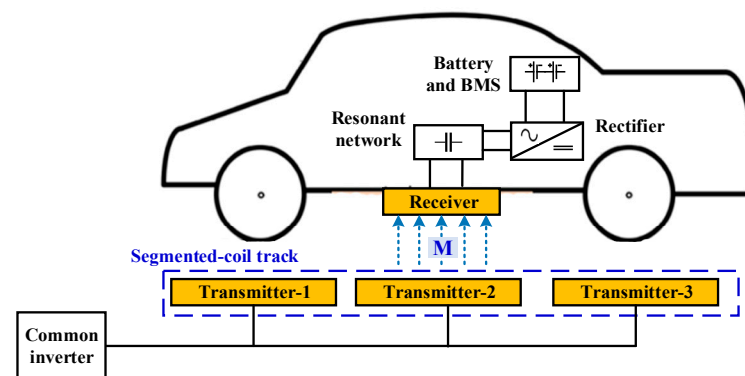 Battery
and BMS
Resonant
network
Rectifier
Receiver
M
Segmented-coil track
Transmitter-1
Transmitter-2
Transmitter-3
Common
inverter